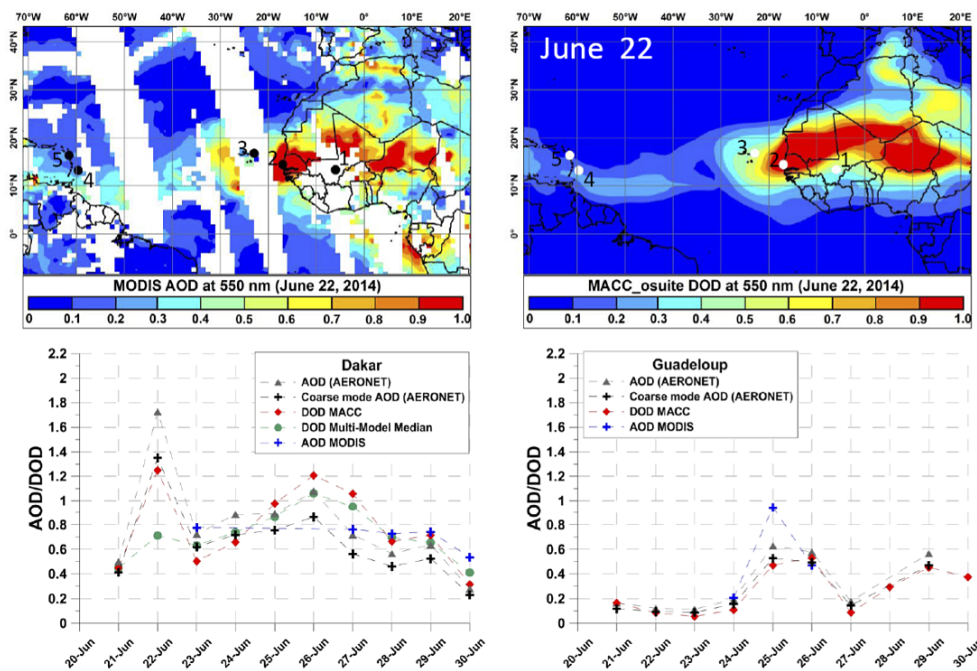 70°W 60°W 50°W 40°W 30°W 20°W 10°W 0° 10°E 20°E
40°N
30°N
20°N
10°N
0°
5
4
3
2
1
MODIS AOD at 550 nm (June 22, 2014)
0 0.1 0.2 0.3 0.4 0.5 0.6 0.7 0.8 0.9 1.0
70°W 60°W 50°W 40°W 30°W 20°W 10°W 0° 10°E 20°E
June 22
40°N
30°N
20°N
10°N
0°
5
4
3
2
1
MACC_osuite DOD at 550 nm (June 22, 2014)
0 0.1 0.2 0.3 0.4 0.5 0.6 0.7 0.8 0.9 1.0
AOD/DOD
2.2
2
1.8
1.6
1.4
1.2
1
0.8
0.6
0.4
0.2
0
Dakar
AOD (AERONET)
Coarse mode AOD (AERONET)
DOD MACC
DOD Multi-Model Median
AOD MODIS
20-Jun 21-Jun 22-Jun 23-Jun 24-Jun 25-Jun 26-Jun 27-Jun 28-Jun 29-Jun 30-Jun
AOD/DOD
2.2
2
1.8
1.6
1.4
1.2
1
0.8
0.6
0.4
0.2
0
Guadeloup
AOD (AERONET)
Coarse mode AOD (AERONET)
DOD MACC
AOD MODIS
20-Jun 21-Jun 22-Jun 23-Jun 24-Jun 25-Jun 26-Jun 27-Jun 28-Jun 29-Jun 30-Jun